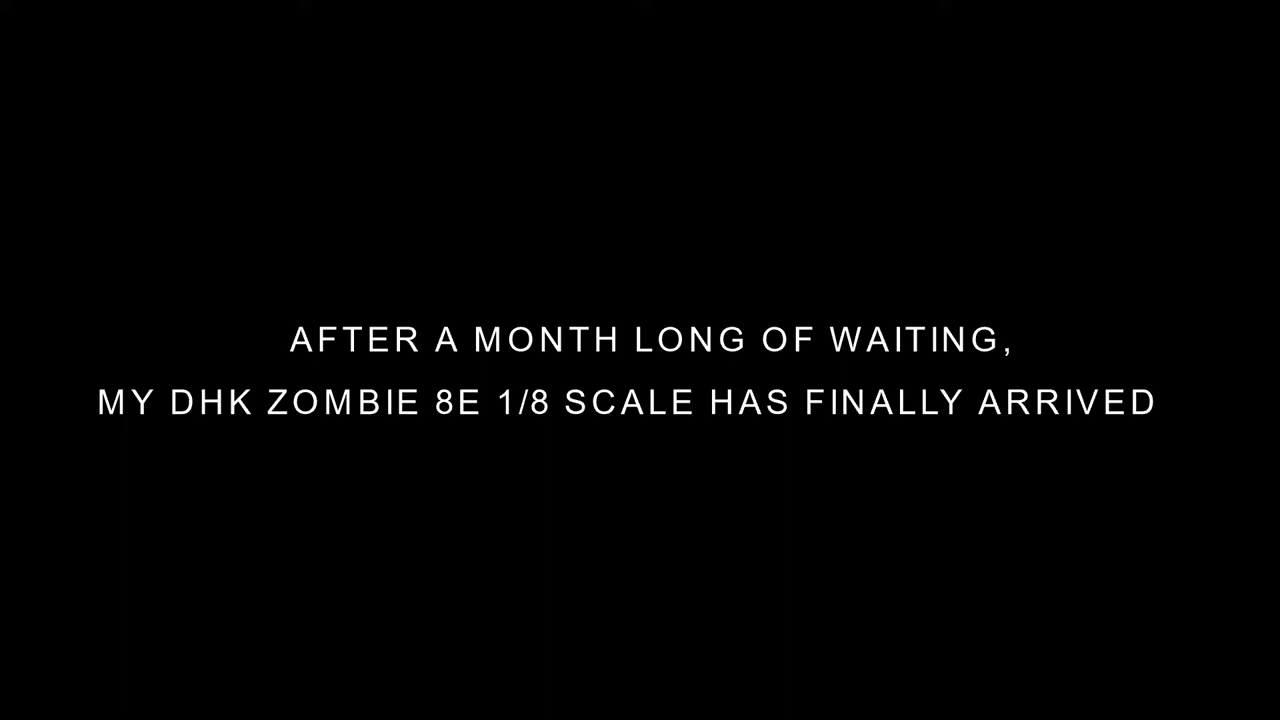 AFTER A MONTH LONG OF WAITING,
MY DHK ZOMBIE 8E 1/8 SCALE HAS FINALLY ARRIVED